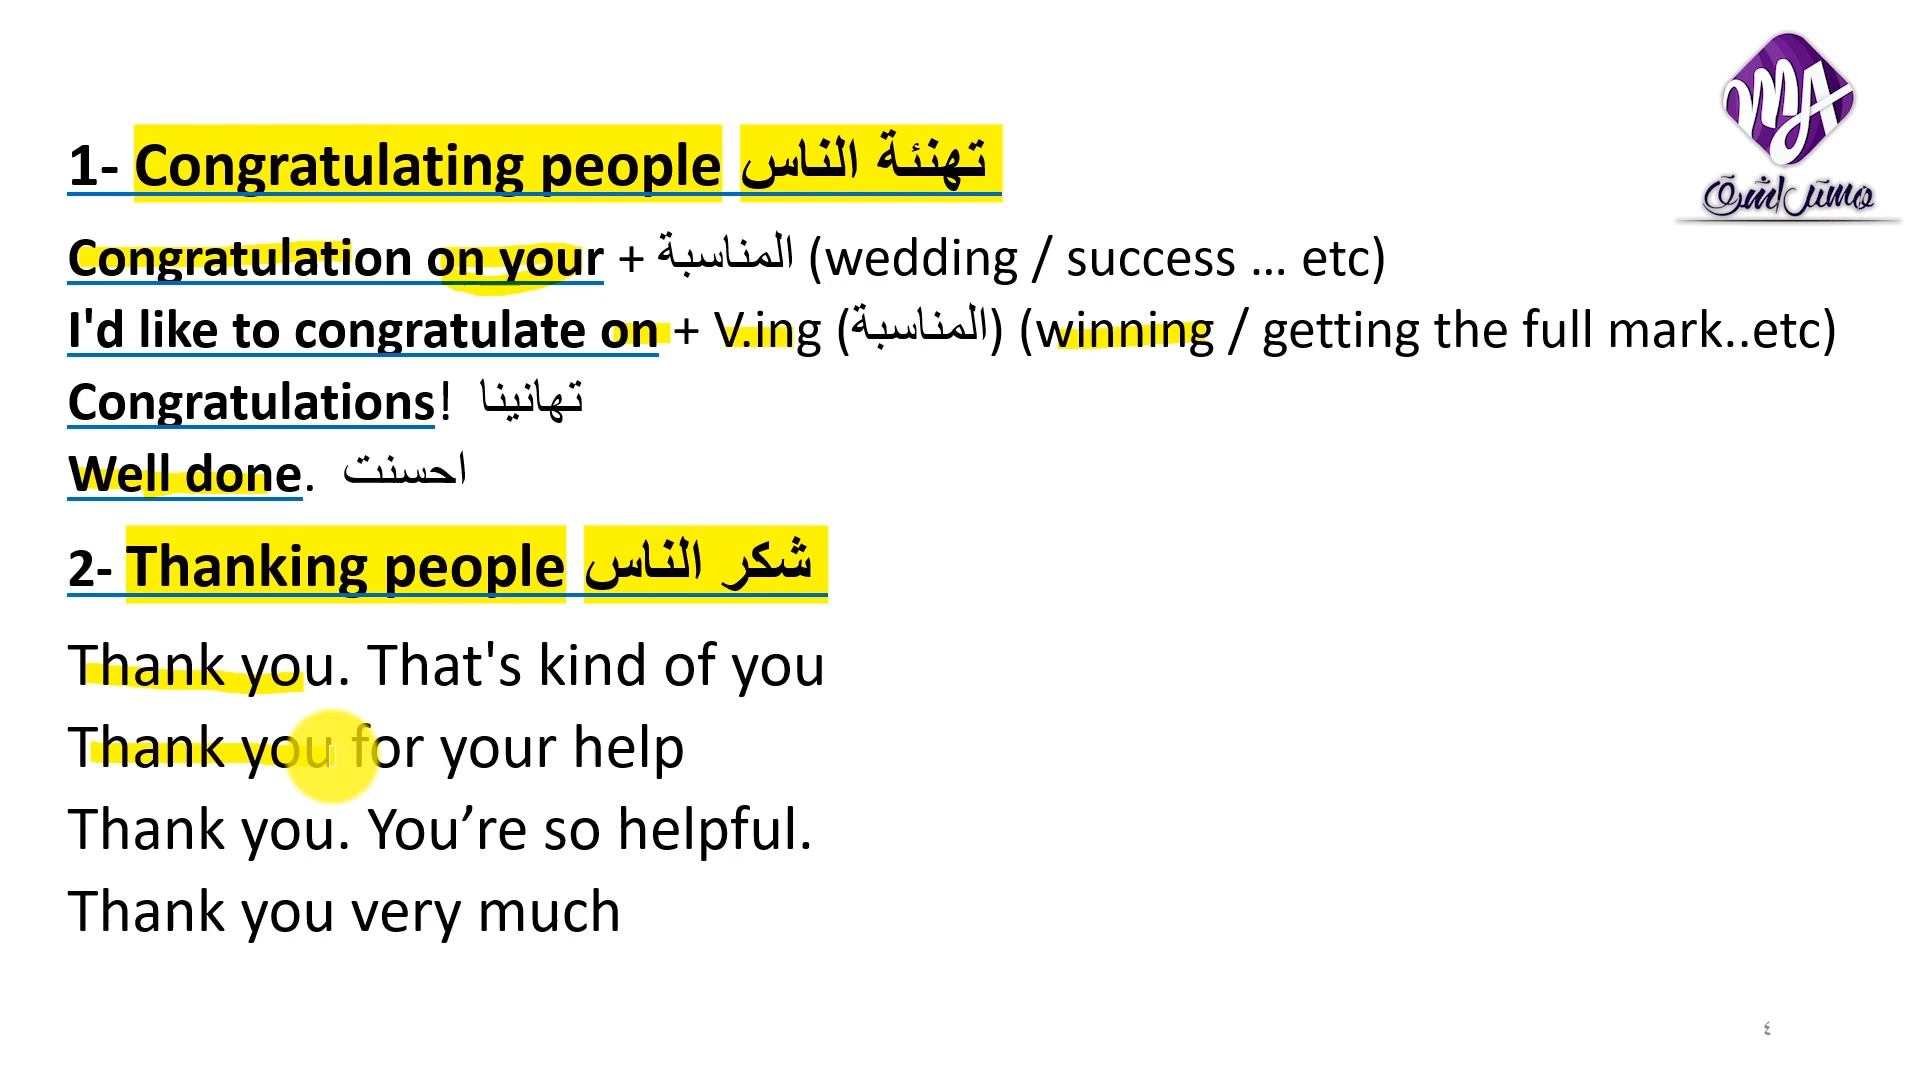 1- Congratulating people تهنئة الناس
Congratulation on your + المناسبة (wedding / success ... etc)
I'd like to congratulate on + V.ing (المناسبة) (winning / getting the full mark..etc)
Congratulations! تهانينا
Well done. احسنت
2- Thanking people شكر الناس
Thank you. That's kind of you
Thank you for your help
Thank you. You’re so helpful.
Thank you very much
MA
٤